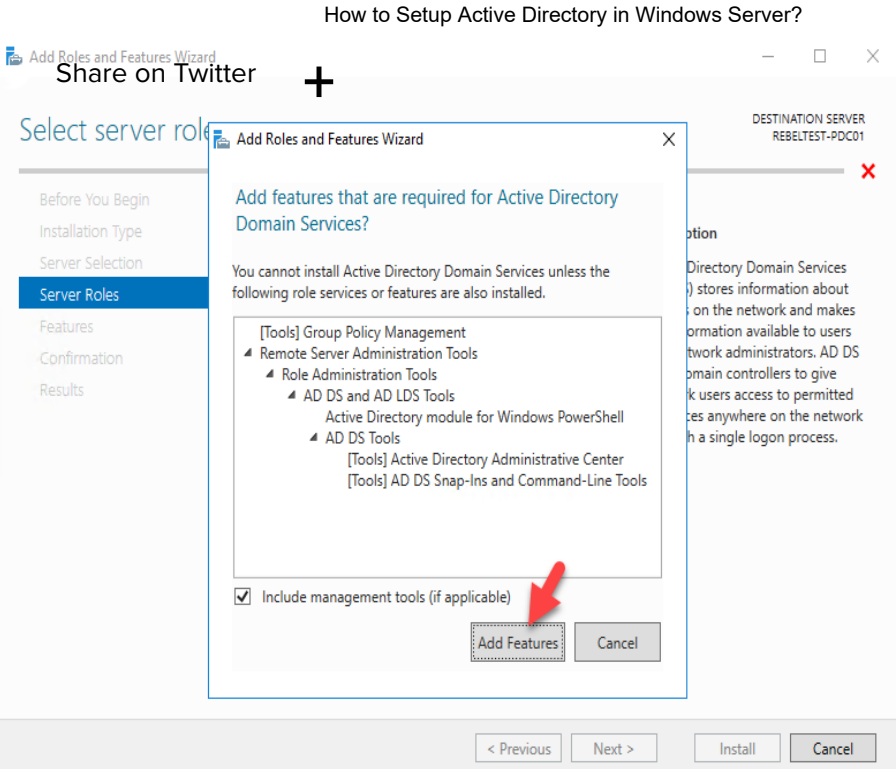 How to Setup Active Directory in Windows Server?
Add Roles and Features Wizard
Share on Twitter +
Select server role
DESTINATION SERVER
REBELTEST-PDC01
Before You Begin
Installation Type
Server Selection
Server Roles
Features
Confirmation
Results
Add Roles and Features Wizard
Add features that are required for Active Directory
Domain Services?
You cannot install Active Directory Domain Services unless the
following role services or features are also installed.
[Tools] Group Policy Management
Remote Server Administration Tools
Role Administration Tools
AD DS and AD LDS Tools
Active Directory module for Windows PowerShell
AD DS Tools
[Tools] Active Directory Administrative Center
[Tools] AD DS Snap-Ins and Command-Line Tools
Include management tools (if applicable)
Add Features Cancel
Directory Domain Services
stores information about
on the network and makes
available to users
administrators. AD DS
controllers to give
users access to permitted
anywhere on the network
a single logon process.
< Previous Next > Install Cancel